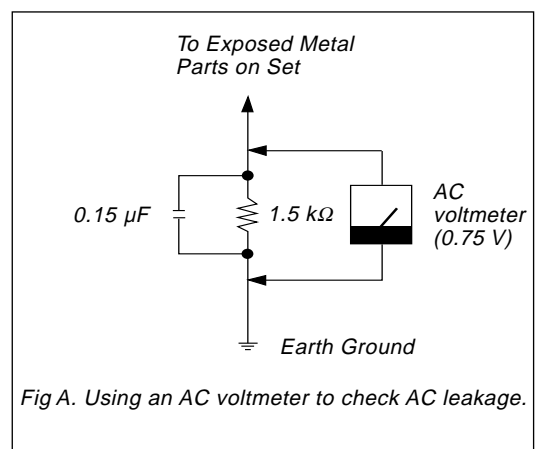 To Exposed Metal
Parts on Set
0.15 µF
1.5 kΩ
AC
voltmeter
(0.75 V)
Earth Ground
Fig A. Using an AC voltmeter to check AC leakage.